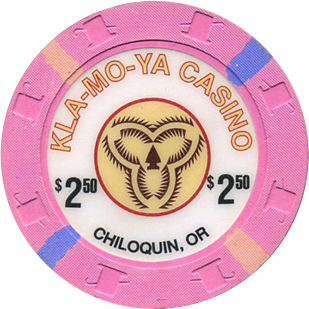 KLA-MO-YA CASINO
$2.50 $2.50
CHILOQUIN, OR